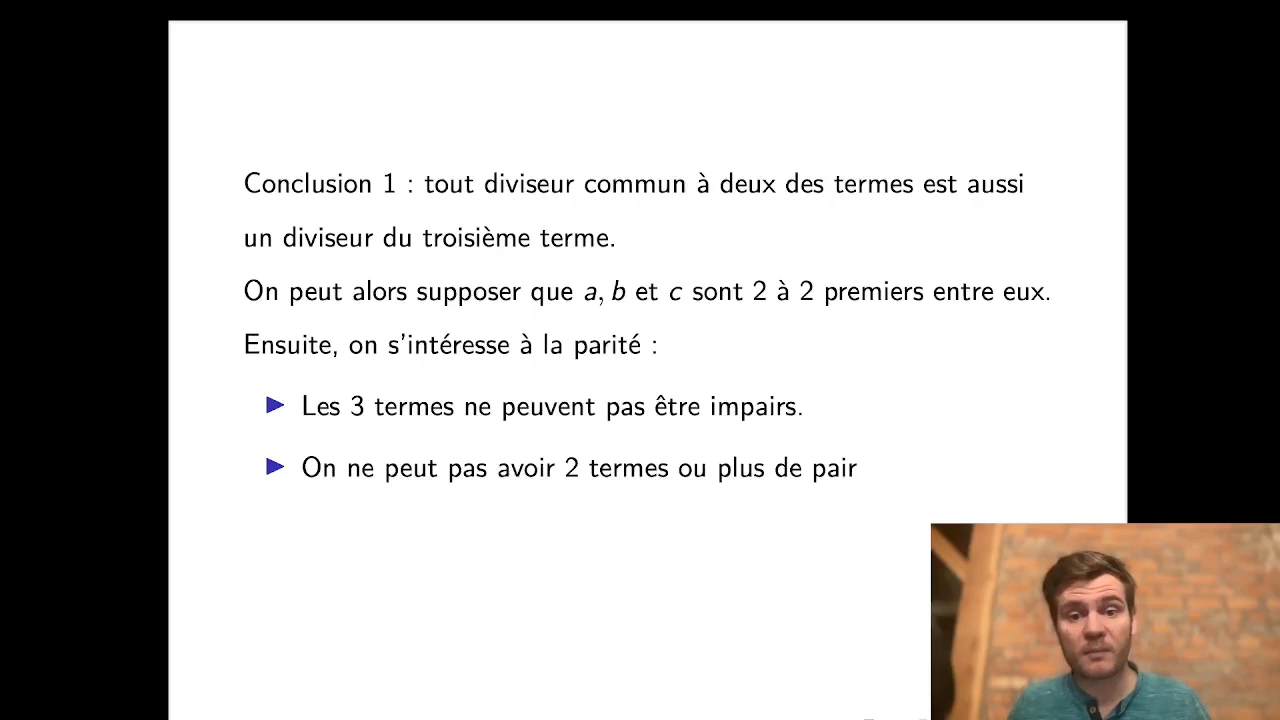 Conclusion 1 : tout diviseur commun à deux des termes est aussi
un diviseur du troisième terme.
On peut alors supposer que a, b et c sont 2 à 2 premiers entre eux.
Ensuite, on s'intéresse à la parité :
▶ Les 3 termes ne peuvent pas être impairs.
▶ On ne peut pas avoir 2 termes ou plus de pair